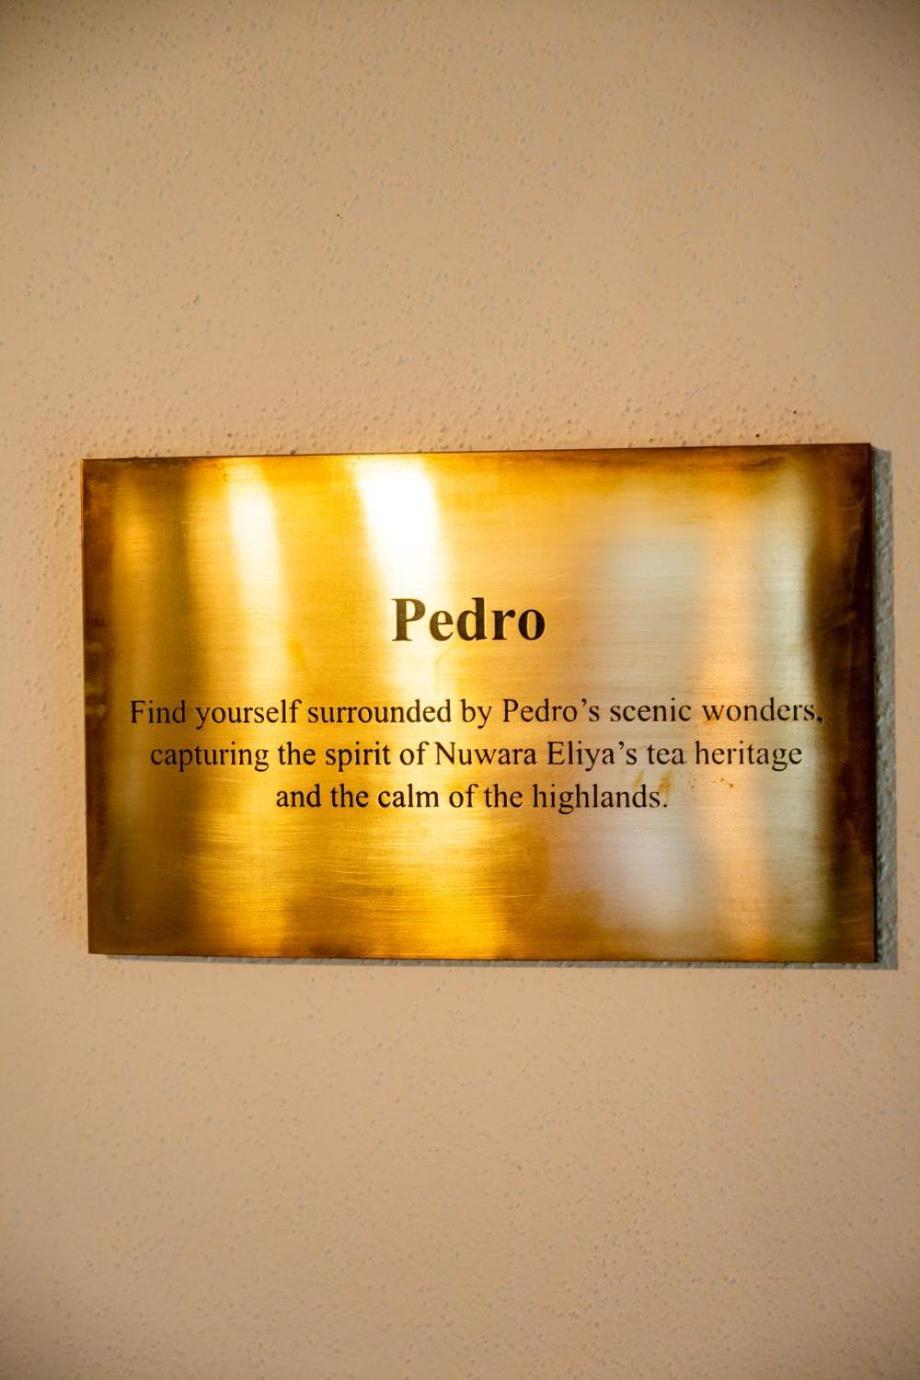 Pedro
Find yourself surrounded by Pedro’s scenic wonders,
capturing the spirit of Nuwara Eliya’s tea heritage
and the calm of the highlands.